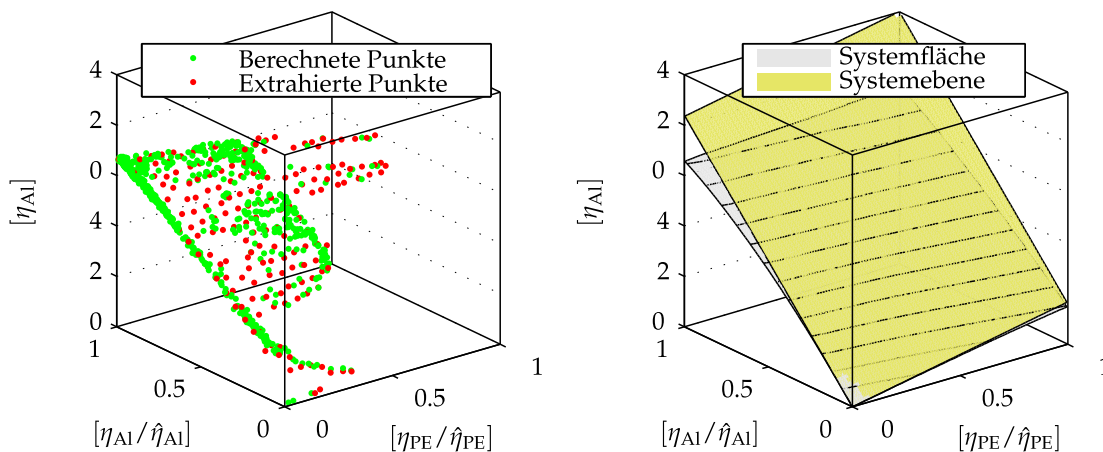 Berechnete Punkte
Extrahierte Punkte
4
2
0
4
2
0
[η_Al]
1
0.5
0
[η_Al/η̂_Al]
0
0.5
1
[η_PE/η̂_PE]
Systemfläche
Systemebene
4
2
0
4
2
0
[η_Al]
1
0.5
0
[η_Al/η̂_Al]
0
0.5
1
[η_PE/η̂_PE]